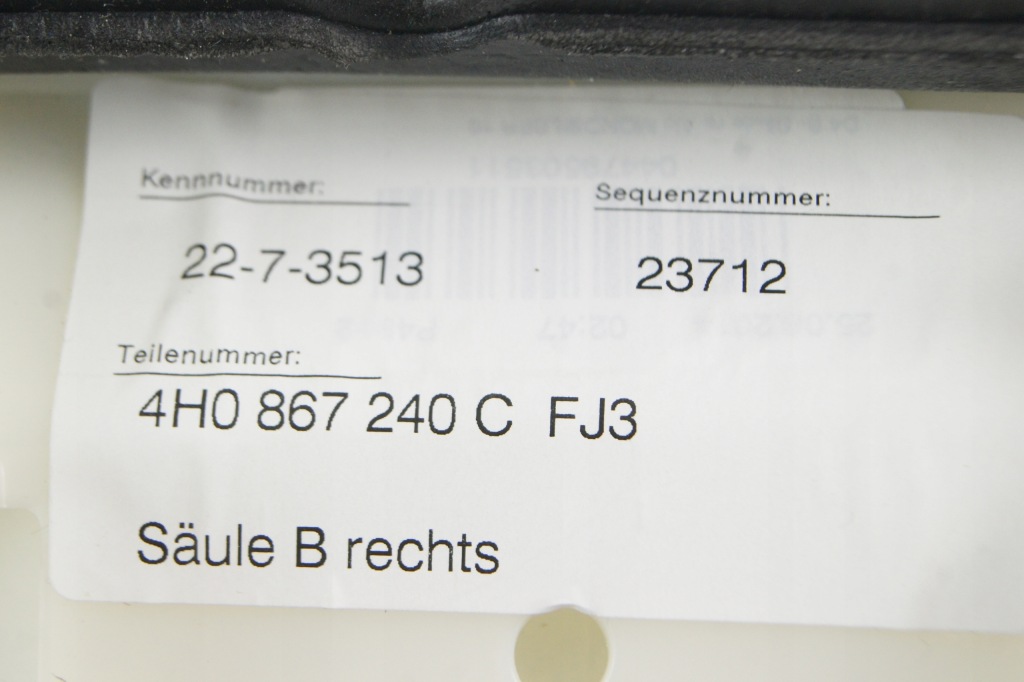 Kennnummer:
Sequenznummer:
22-7-3513
23712
Teilenummer:
4H0 867 240 C FJ3
Säule B rechts